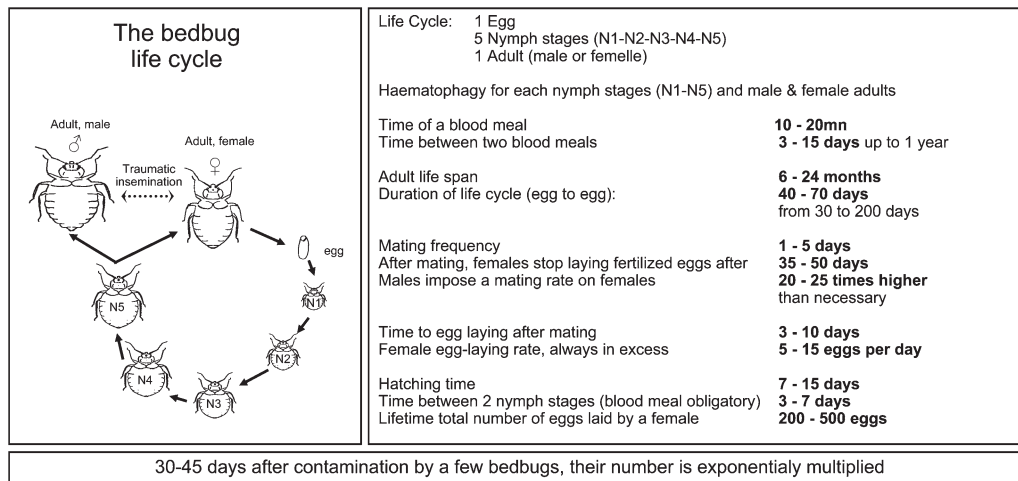 The bedbug
life cycle
Adult, male
♂
Adult, female
♀
Traumatic
insemination
egg
N1
N2
N3
N4
N5
Life Cycle: 1 Egg
5 Nymph stages (N1-N2-N3-N4-N5)
1 Adult (male or femelle)
Haematophagy for each nymph stages (N1-N5) and male & female adults
Time of a blood meal 10 - 20mn
Time between two blood meals 3 - 15 days up to 1 year
Adult life span 6 - 24 months
Duration of life cycle (egg to egg): 40 - 70 days
from 30 to 200 days
Mating frequency 1 - 5 days
After mating, females stop laying fertilized eggs after 35 - 50 days
Males impose a mating rate on females 20 - 25 times higher
than necessary
Time to egg laying after mating 3 - 10 days
Female egg-laying rate, always in excess 5 - 15 eggs per day
Hatching time 7 - 15 days
Time between 2 nymph stages (blood meal obligatory) 3 - 7 days
Lifetime total number of eggs laid by a female 200 - 500 eggs
30-45 days after contamination by a few bedbugs, their number is exponentialy multiplied